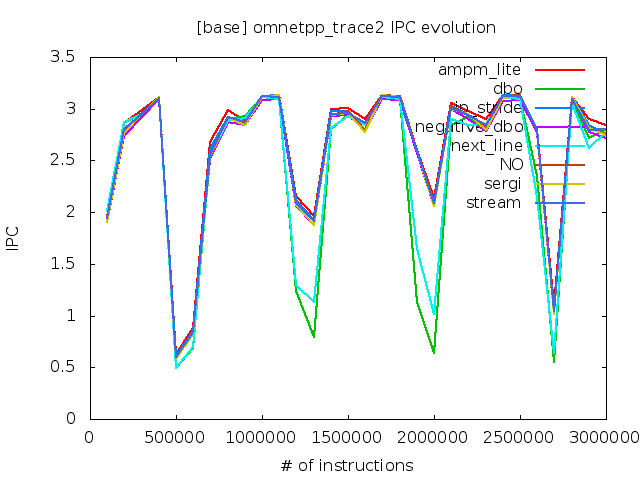 [base] omnetpp_trace2 IPC evolution
3.5
3
2.5
2
1.5
1
0.5
0
IPC
ampm_lite
dbo
ip_stride
negative_dbo
next_line
NO
sergi
stream
0 500000 1000000 1500000 2000000 2500000 3000000
# of instructions